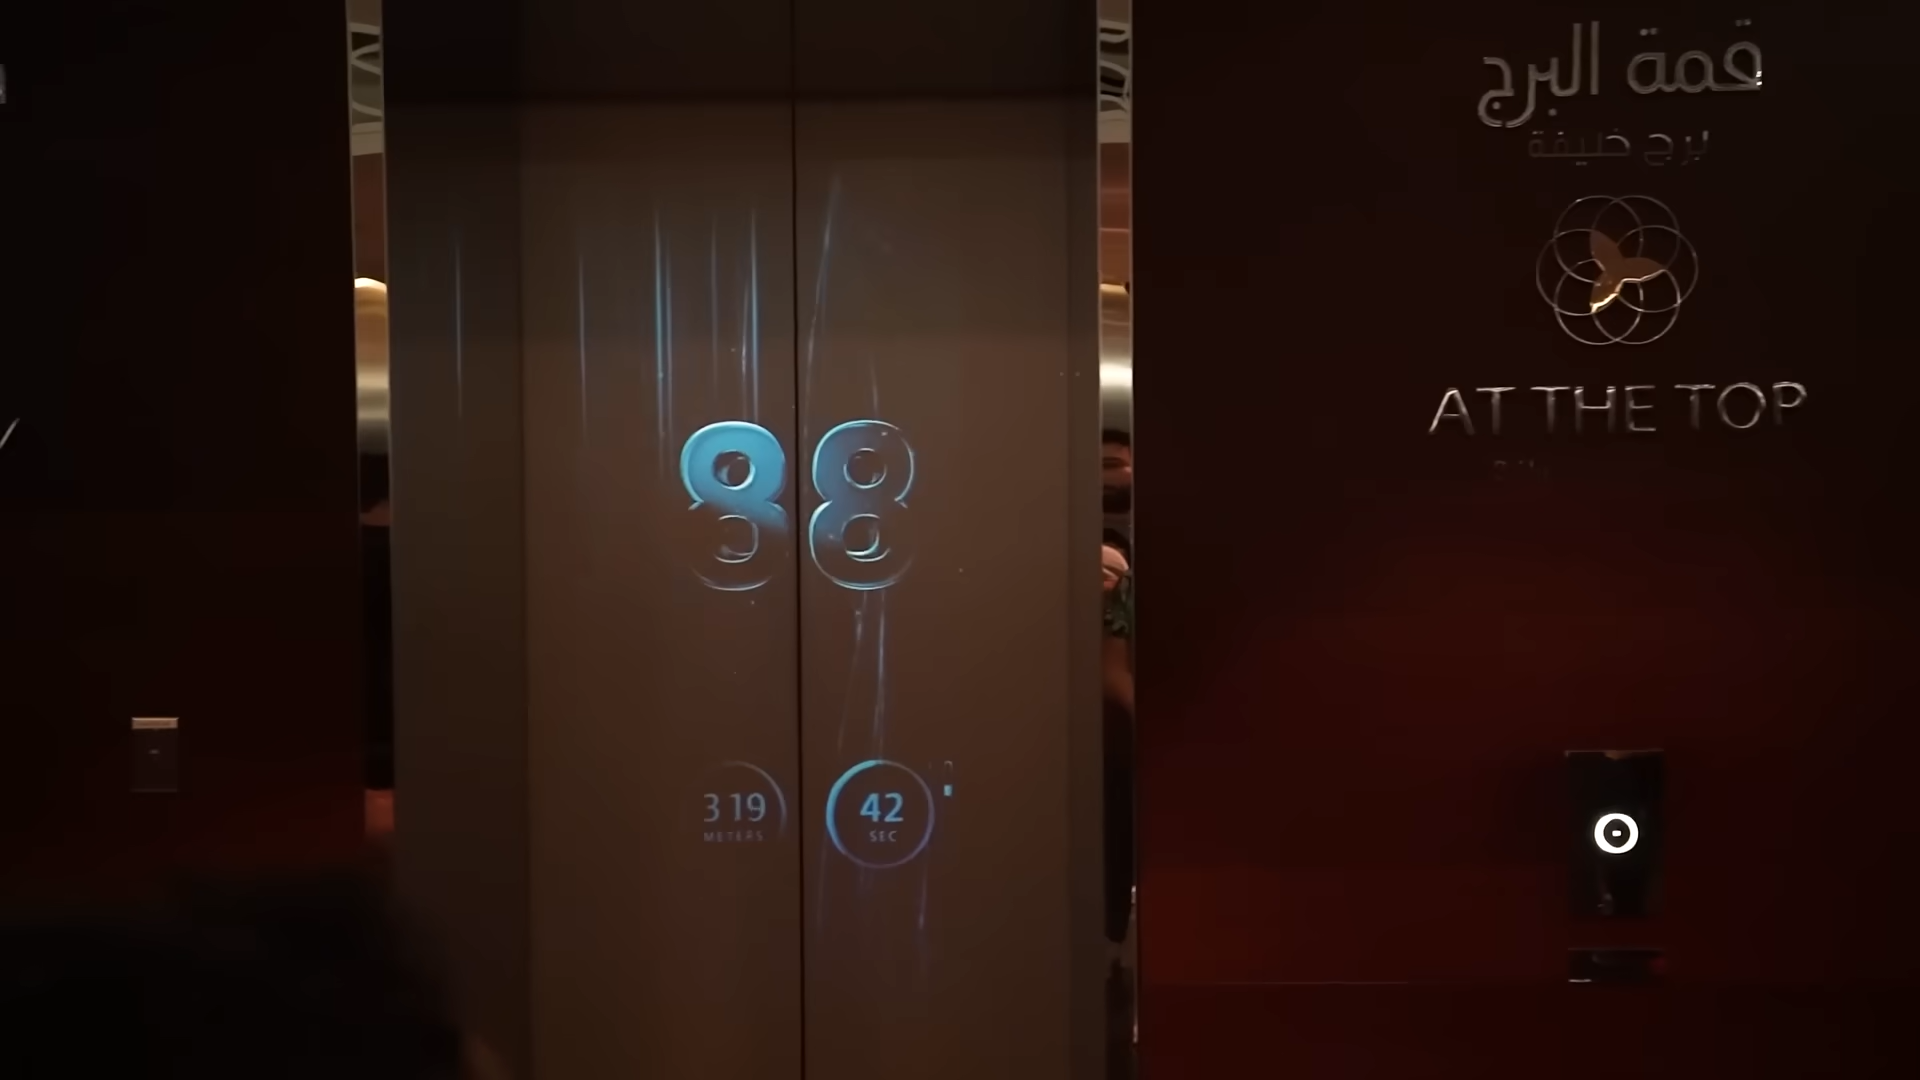 قمة البرج
برج خليفة
AT THE TOP
88
319
METERS
42
SEC